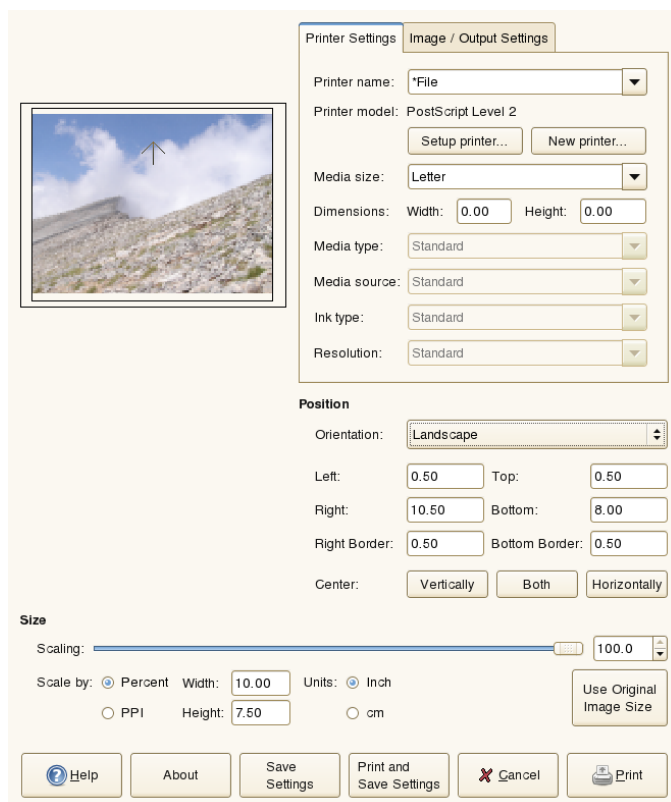 Printer Settings Image / Output Settings
Printer name: *File
Printer model: PostScript Level 2
Setup printer... New printer...
Media size: Letter
Dimensions: Width: 0.00 Height: 0.00
Media type: Standard
Media source: Standard
Ink type: Standard
Resolution: Standard
Position
Orientation: Landscape
Left: 0.50 Top: 0.50
Right: 10.50 Bottom: 8.00
Right Border: 0.50 Bottom Border: 0.50
Center: Vertically Both Horizontally
Size
Scaling: 100.0
Scale by: Percent Width: 10.00 Units: Inch
PPI Height: 7.50 cm
Use Original
Image Size
Help About Save
Settings Print and
Save Settings Cancel Print